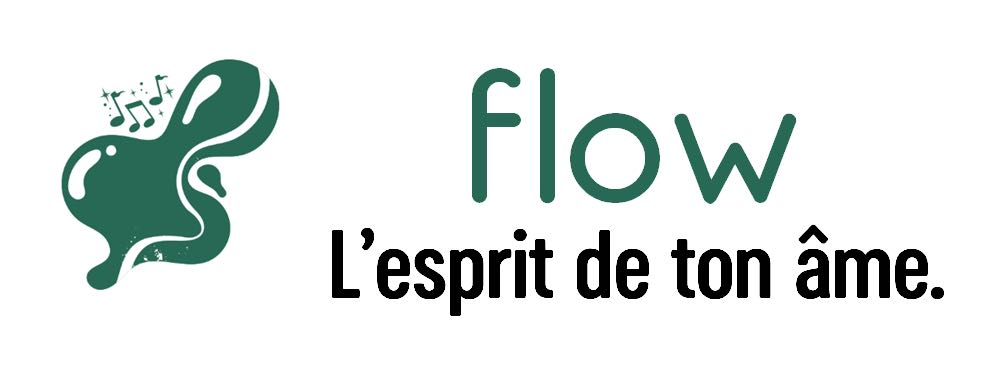 flow
L’esprit de ton âme.